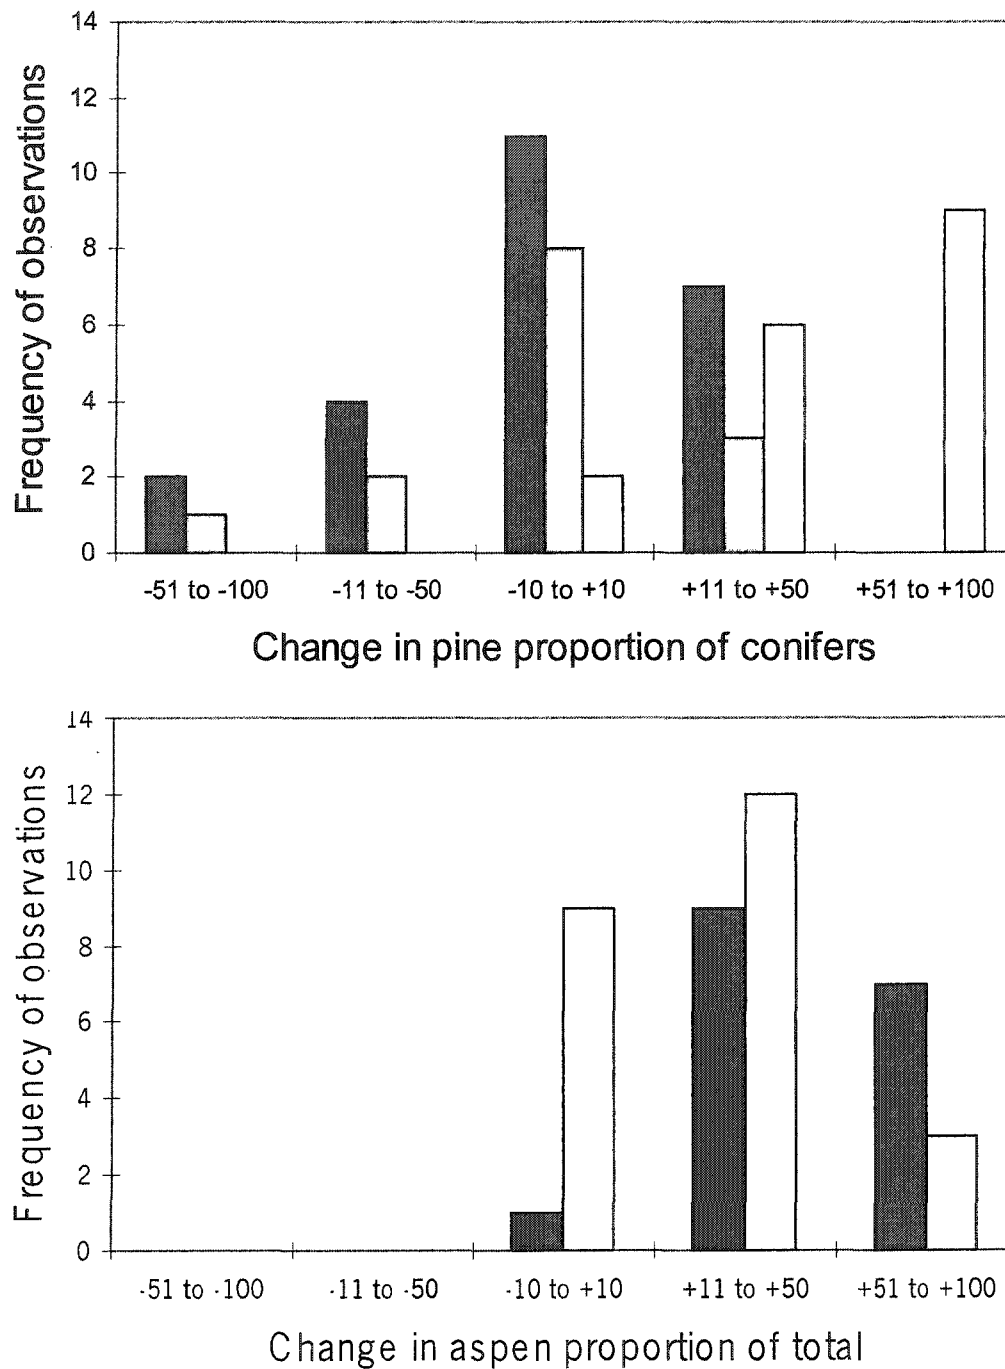 14
12
10
8
6
4
2
0
Frequency of observations
-51 to -100 -11 to -50 -10 to +10 +11 to +50 +51 to +100
Change in pine proportion of conifers
14
12
10
8
6
4
2
0
Frequency of observations
-51 to -100 -11 to -50 -10 to +10 +11 to +50 +51 to +100
Change in aspen proportion of total